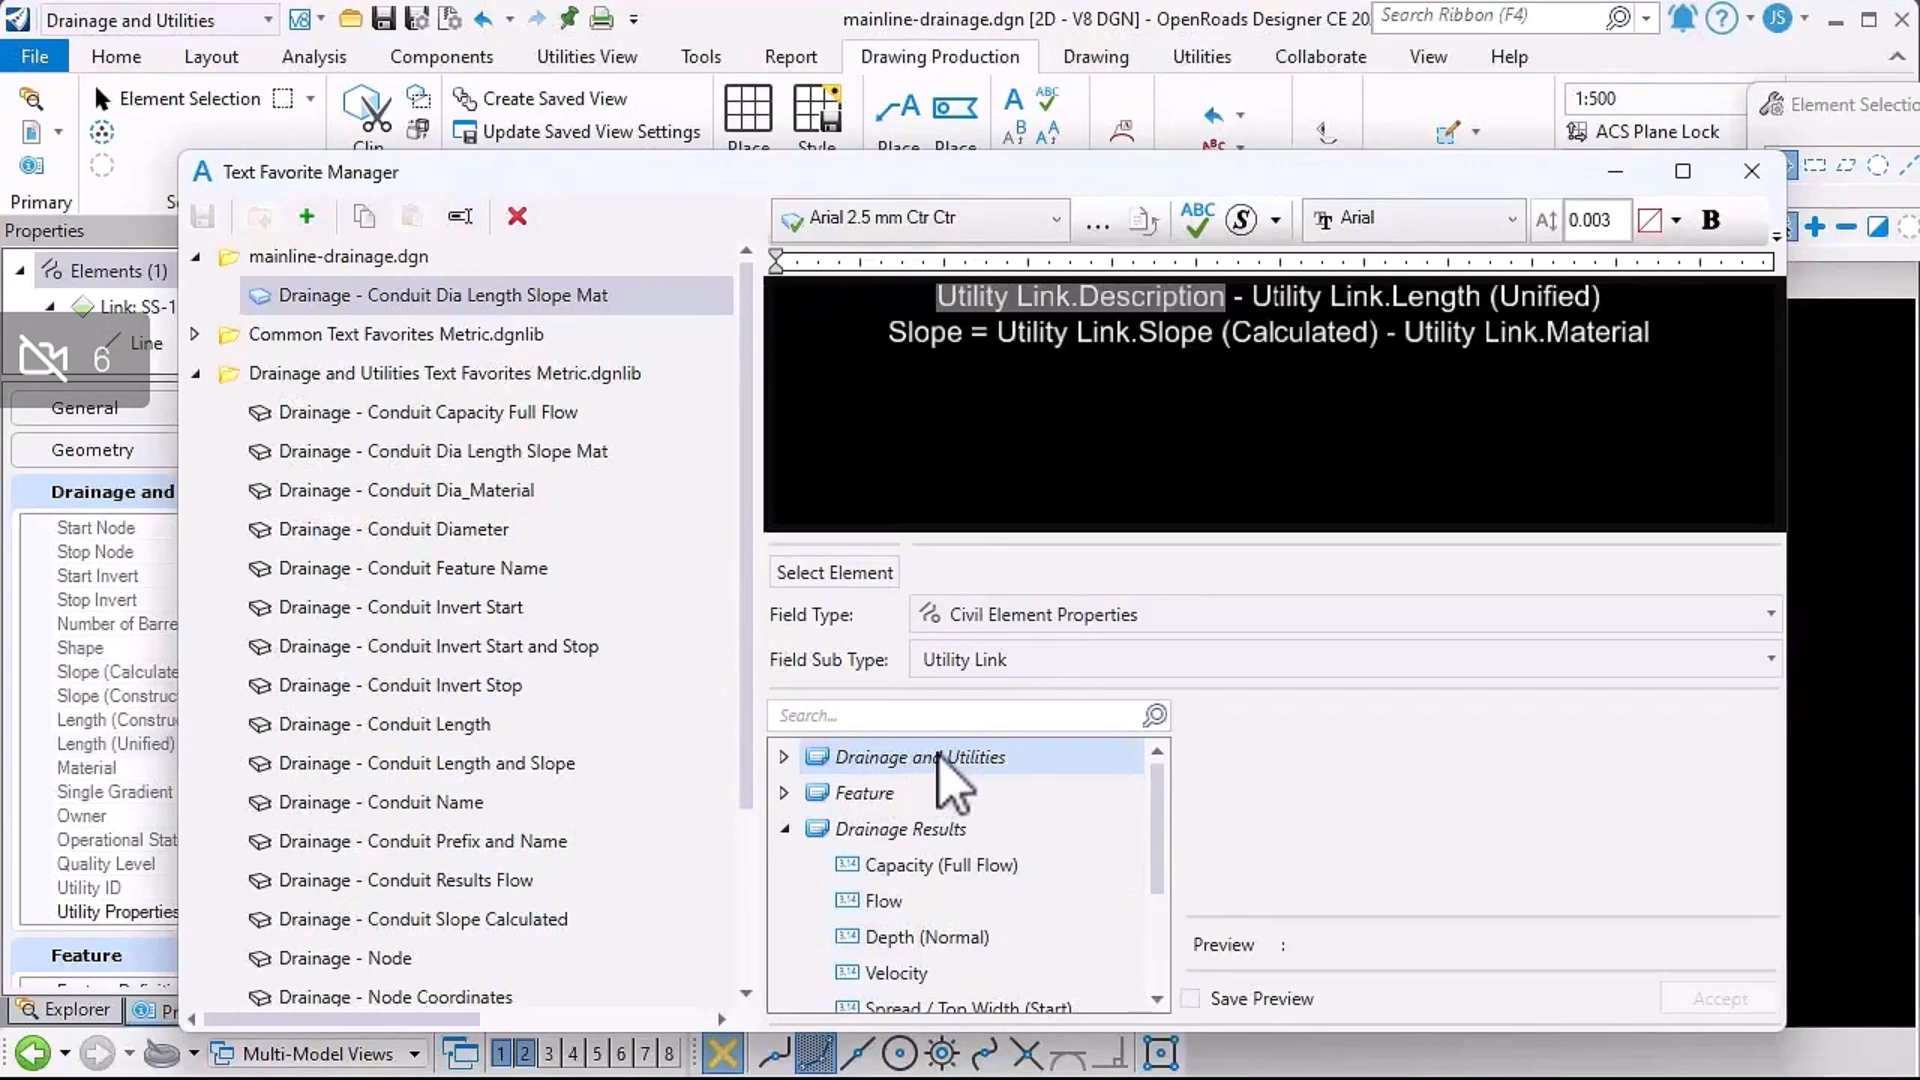 Drainage and Utilities
mainline-drainage.dgn [2D - V8 DGN] - OpenRoads Designer CE 20
Search Ribbon (F4)
JS
File
Home
Layout
Analysis
Components
Utilities View
Tools
Report
Drawing Production
Drawing
Utilities
Collaborate
View
Help
Element Selection
Create Saved View
Update Saved View Settings
1:500
ACS Plane Lock
Element Selectio
Primary
Text Favorite Manager
Properties
Elements (1)
Link: SS-1
Line
6
General
Geometry
Drainage and
Start Node
Stop Node
Start Invert
Stop Invert
Number of Barre
Shape
Slope (Calculate
Slope (Construc
Length (Constru
Length (Unified)
Material
Single Gradient
Owner
Operational Stat
Quality Level
Utility ID
Utility Properties
Feature
Explorer
mainline-drainage.dgn
Drainage - Conduit Dia Length Slope Mat
Common Text Favorites Metric.dgnlib
Drainage and Utilities Text Favorites Metric.dgnlib
Drainage - Conduit Capacity Full Flow
Drainage - Conduit Dia Length Slope Mat
Drainage - Conduit Dia_Material
Drainage - Conduit Diameter
Drainage - Conduit Feature Name
Drainage - Conduit Invert Start
Drainage - Conduit Invert Start and Stop
Drainage - Conduit Invert Stop
Drainage - Conduit Length
Drainage - Conduit Length and Slope
Drainage - Conduit Name
Drainage - Conduit Prefix and Name
Drainage - Conduit Results Flow
Drainage - Conduit Slope Calculated
Drainage - Node
Drainage - Node Coordinates
Arial 2.5 mm Ctr Ctr
ABC
Arial
0.003
B
Utility Link.Description - Utility Link.Length (Unified)
Slope = Utility Link.Slope (Calculated) - Utility Link.Material
Select Element
Field Type:
Civil Element Properties
Field Sub Type:
Utility Link
Search...
Drainage and Utilities
Feature
Drainage Results
Capacity (Full Flow)
Flow
Depth (Normal)
Velocity
Spread / Top Width (Start)
Preview :
Save Preview
Accept
Multi-Model Views
1 2 3 4 5 6 7 8